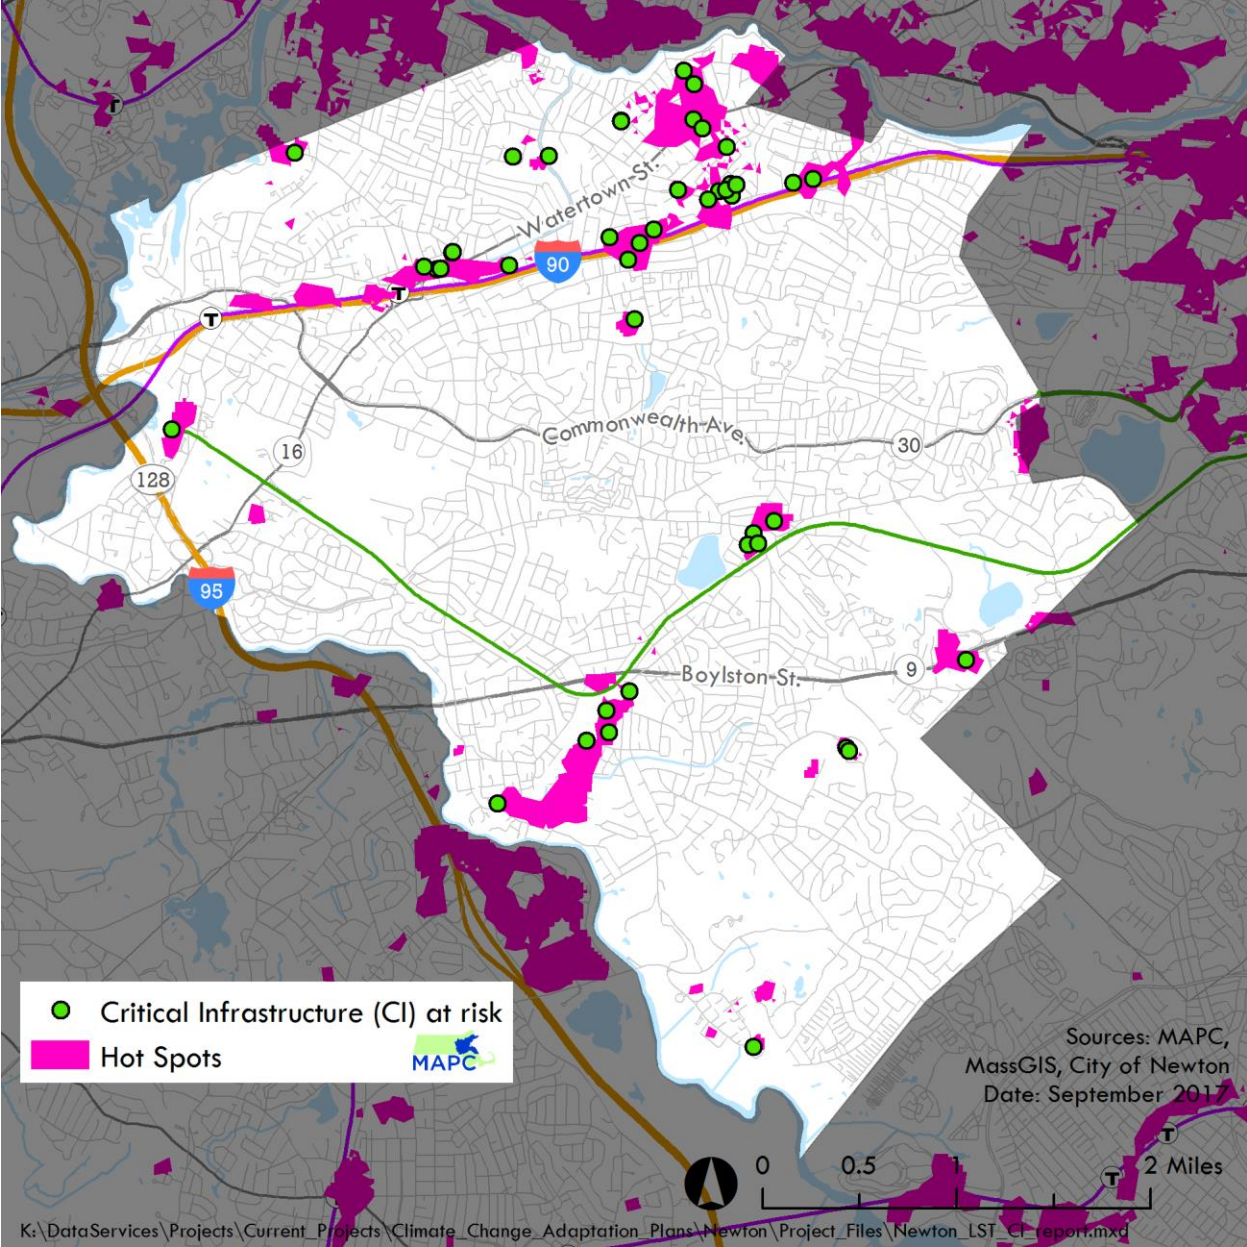 T
Watertown-St.
90
T
T
Commonwealth-Ave.
30
16
128
95
Boylston-St.
9
Critical Infrastructure (CI) at risk
Hot Spots
MAPC
Sources: MAPC,
MassGIS, City of Newton
Date: September 2017
T
T
0 0.5 1 2 Miles
K:\DataServices\Projects\Current_Projects\Climate_Change_Adaptation_Plans\Newton\Project_Files\Newton_LST_CI_report.mxd